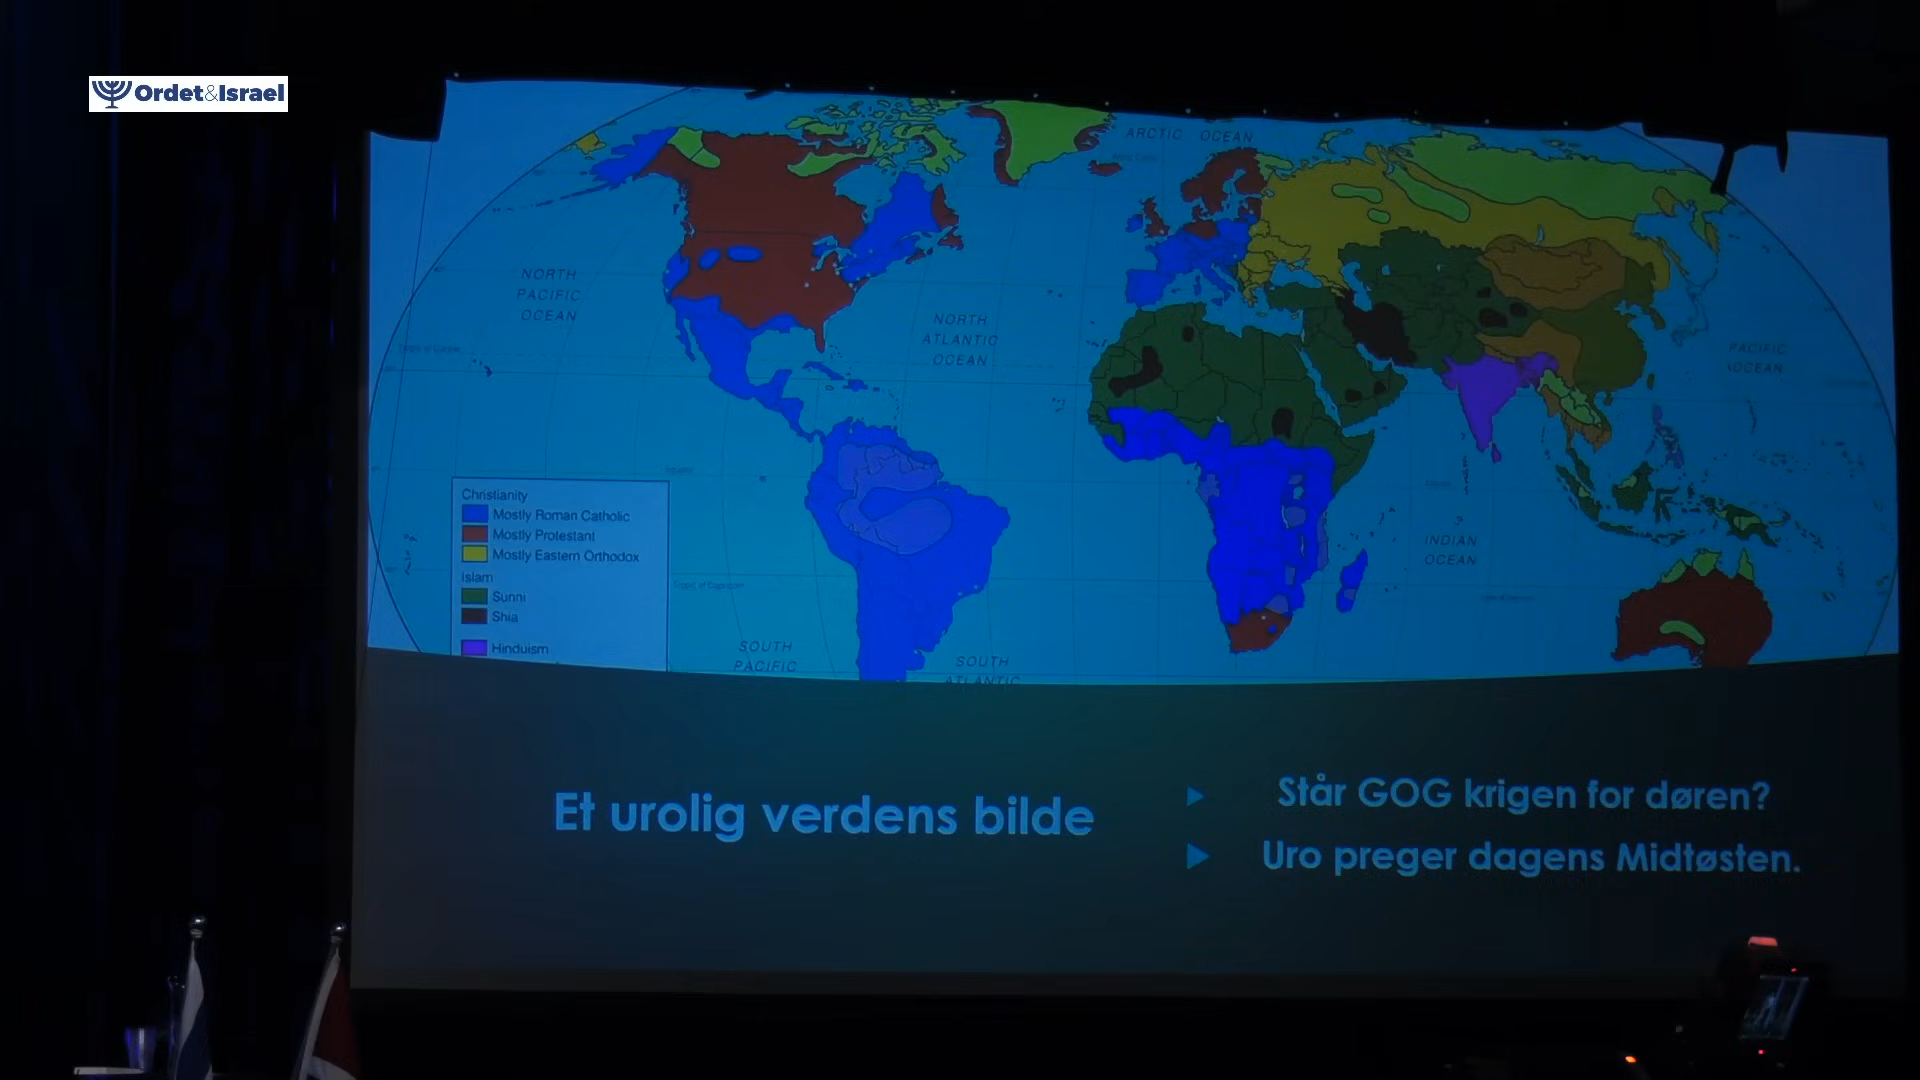 Ordet&Israel
ARCTIC OCEAN
NORTH
PACIFIC
OCEAN
NORTH
ATLANTIC
OCEAN
PACIFIC
OCEAN
Christianity
Mostly Roman Catholic
Mostly Protestant
Mostly Eastern Orthodox
Islam
Sunni
Shia
Hinduism
INDIAN
OCEAN
SOUTH
PACIFIC
SOUTH
ATLANTIC
Et urolig verdens bilde
Står GOG krigen for døren?
Uro preger dagens Midtøsten.